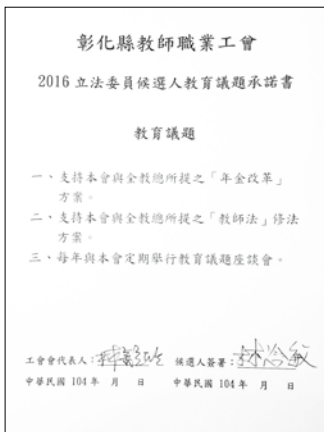 彰化縣教師職業工會
2016 立法委員候選人教育議題承諾書
教育議題
一、支持本會與全教總所提之「年金改革」
方案。
二、支持本會與全教總所提之「教師法」修法
方案。
三、每年與本會定期舉行教育議題座談會。
工會會代表人：
候選人簽署：
中華民國 104 年 月 日
中華民國 104 年 月 日